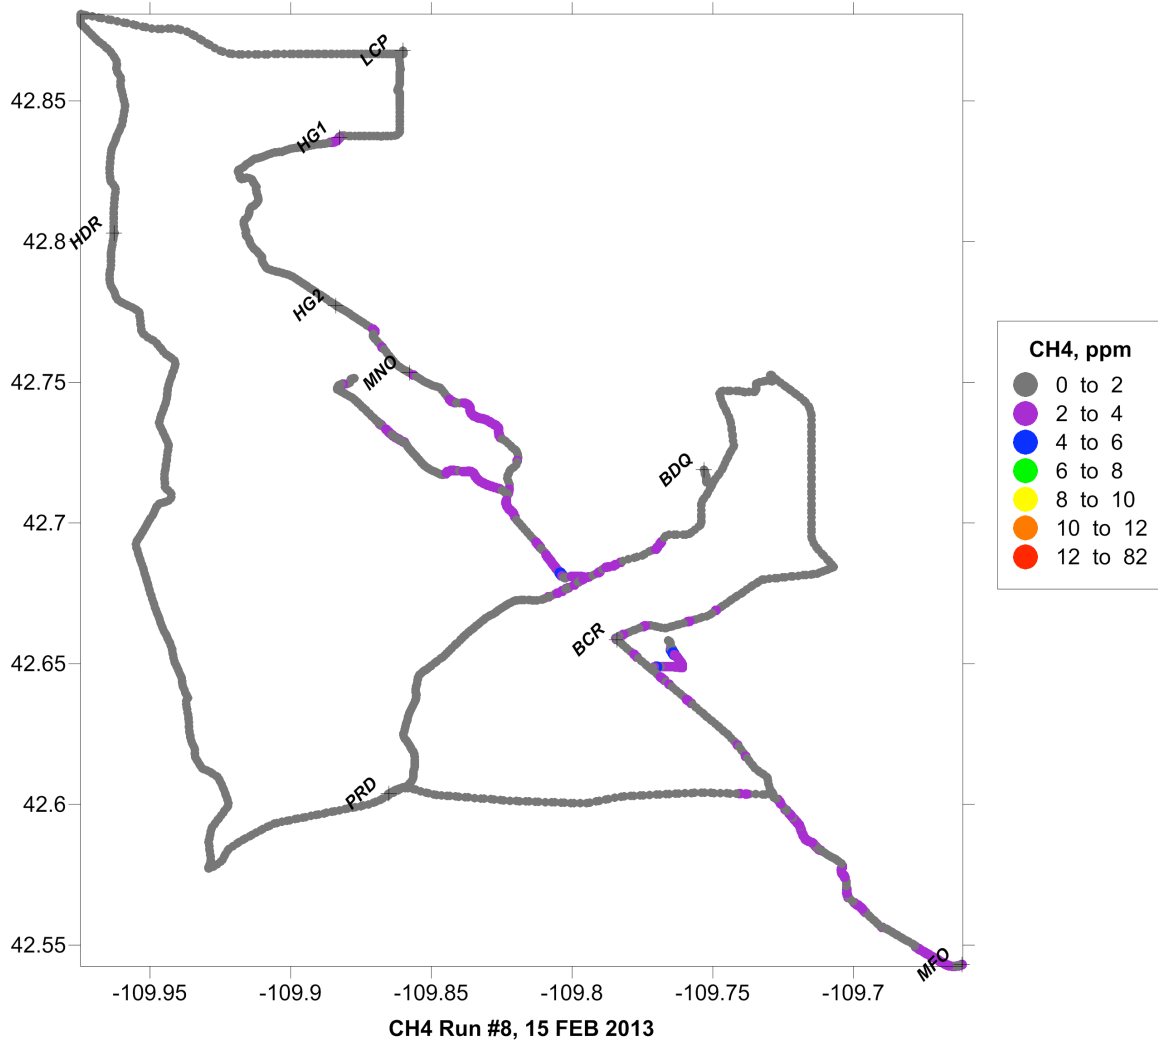 LCP
42.85
HG1
HDR
42.8
HG2
MNO
42.75
BDQ
42.7
BCR
42.65
PRD
42.6
42.55
MFO
-109.95 -109.9 -109.85 -109.8 -109.75 -109.7
CH4 Run #8, 15 FEB 2013
CH4, ppm
0 to 2
2 to 4
4 to 6
6 to 8
8 to 10
10 to 12
12 to 82